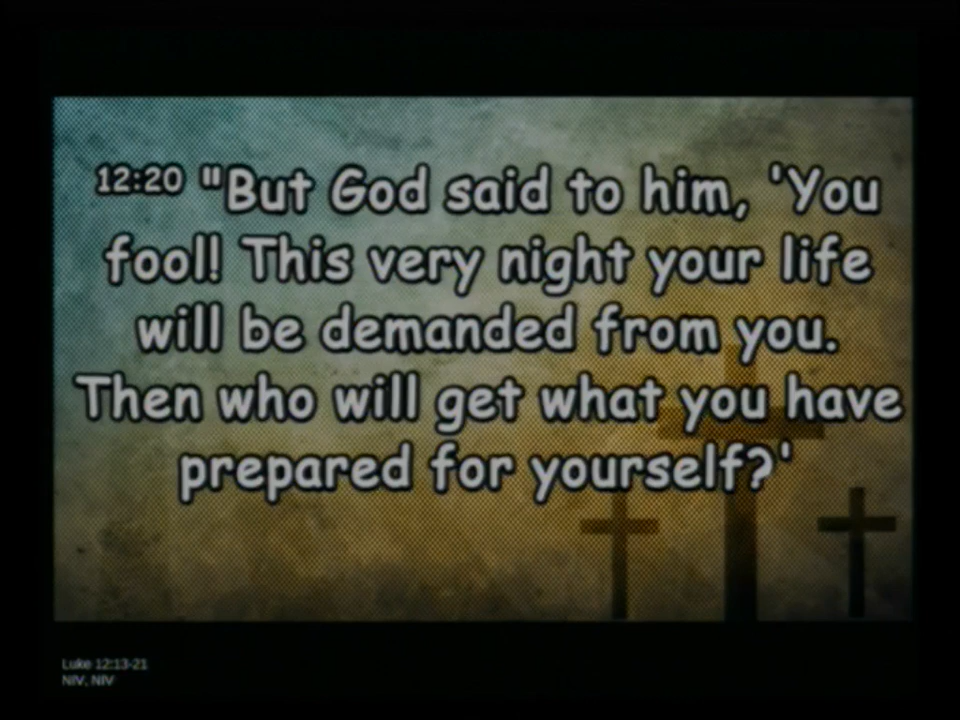 12:20 "But God said to him, 'You
fool! This very night your life
will be demanded from you.
Then who will get what you have
prepared for yourself?'
Luke 12:13-21
NIV, NIV